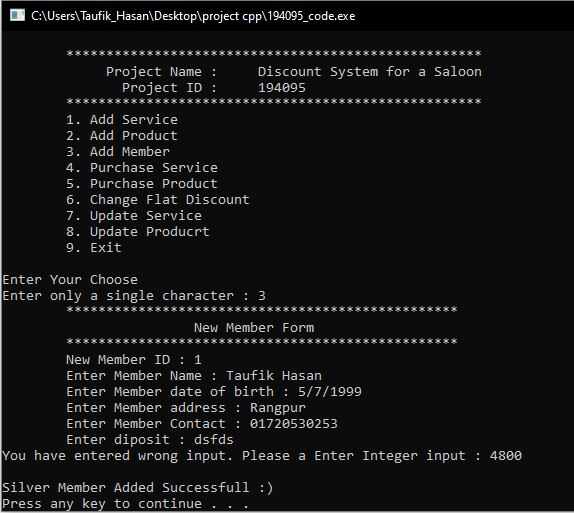 C:\Users\Taufik_Hasan\Desktop\project cpp\194095_code.exe
****************************************************
Project Name :     Discount System for a Saloon
Project ID :     194095
****************************************************
1. Add Service
2. Add Product
3. Add Member
4. Purchase Service
5. Purchase Product
6. Change Flat Discount
7. Update Service
8. Update Producrt
9. Exit
Enter Your Choose
Enter only a single character : 3
*************************************************
New Member Form
*************************************************
New Member ID : 1
Enter Member Name : Taufik Hasan
Enter Member date of birth : 5/7/1999
Enter Member address : Rangpur
Enter Member Contact : 01720530253
Enter diposit : dsfds
You have entered wrong input. Please a Enter Integer input : 4800
Silver Member Added Successfull :)
Press any key to continue . . .